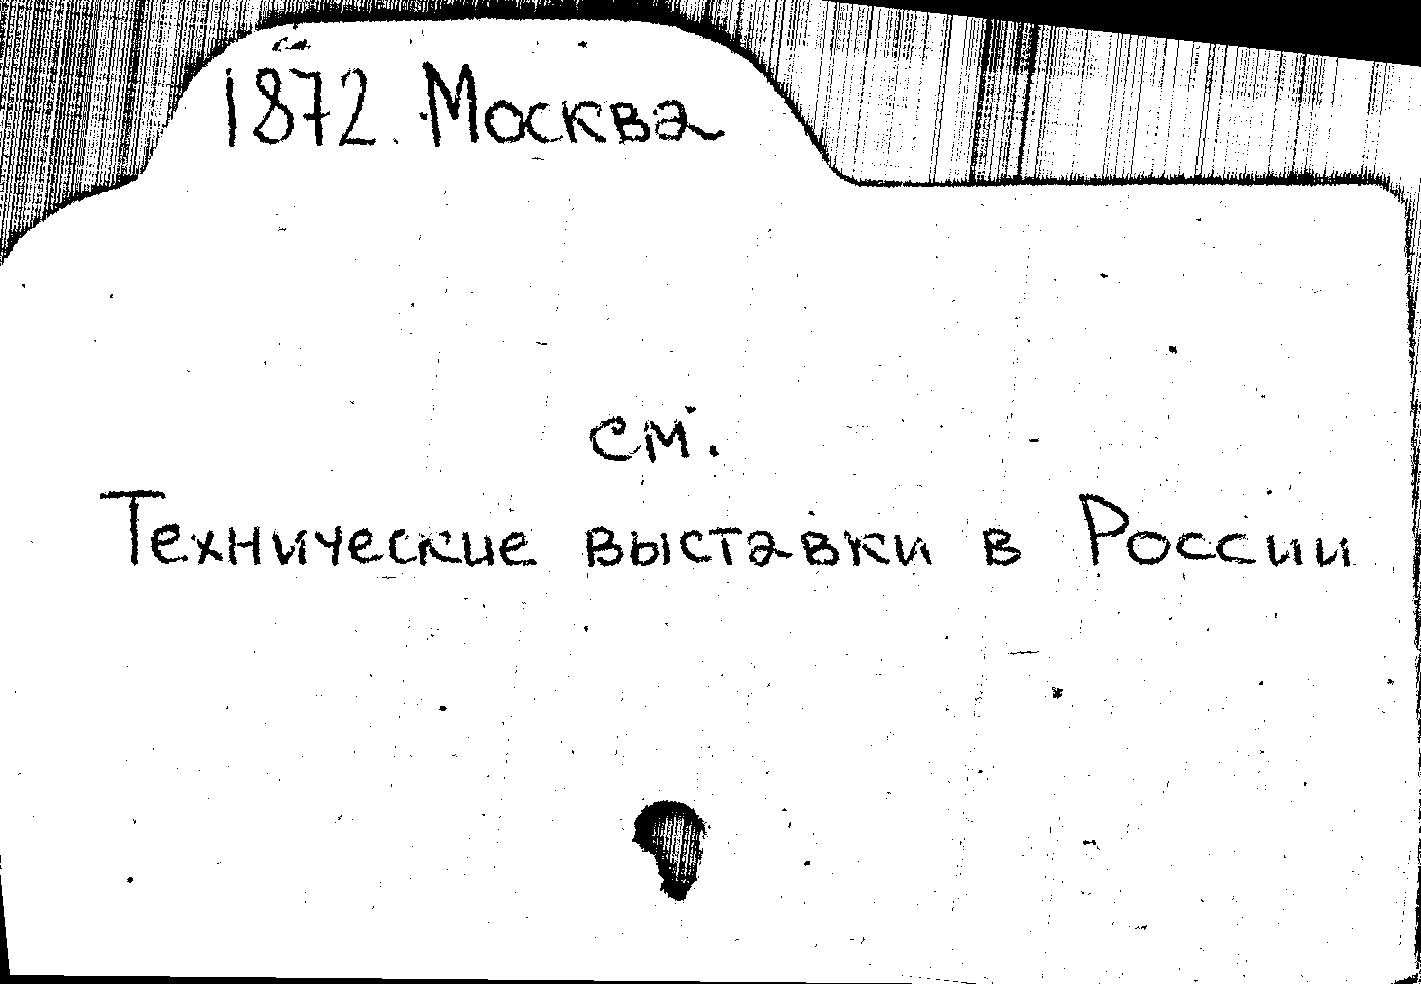 1872. Москва
см.
Технические выставки в России